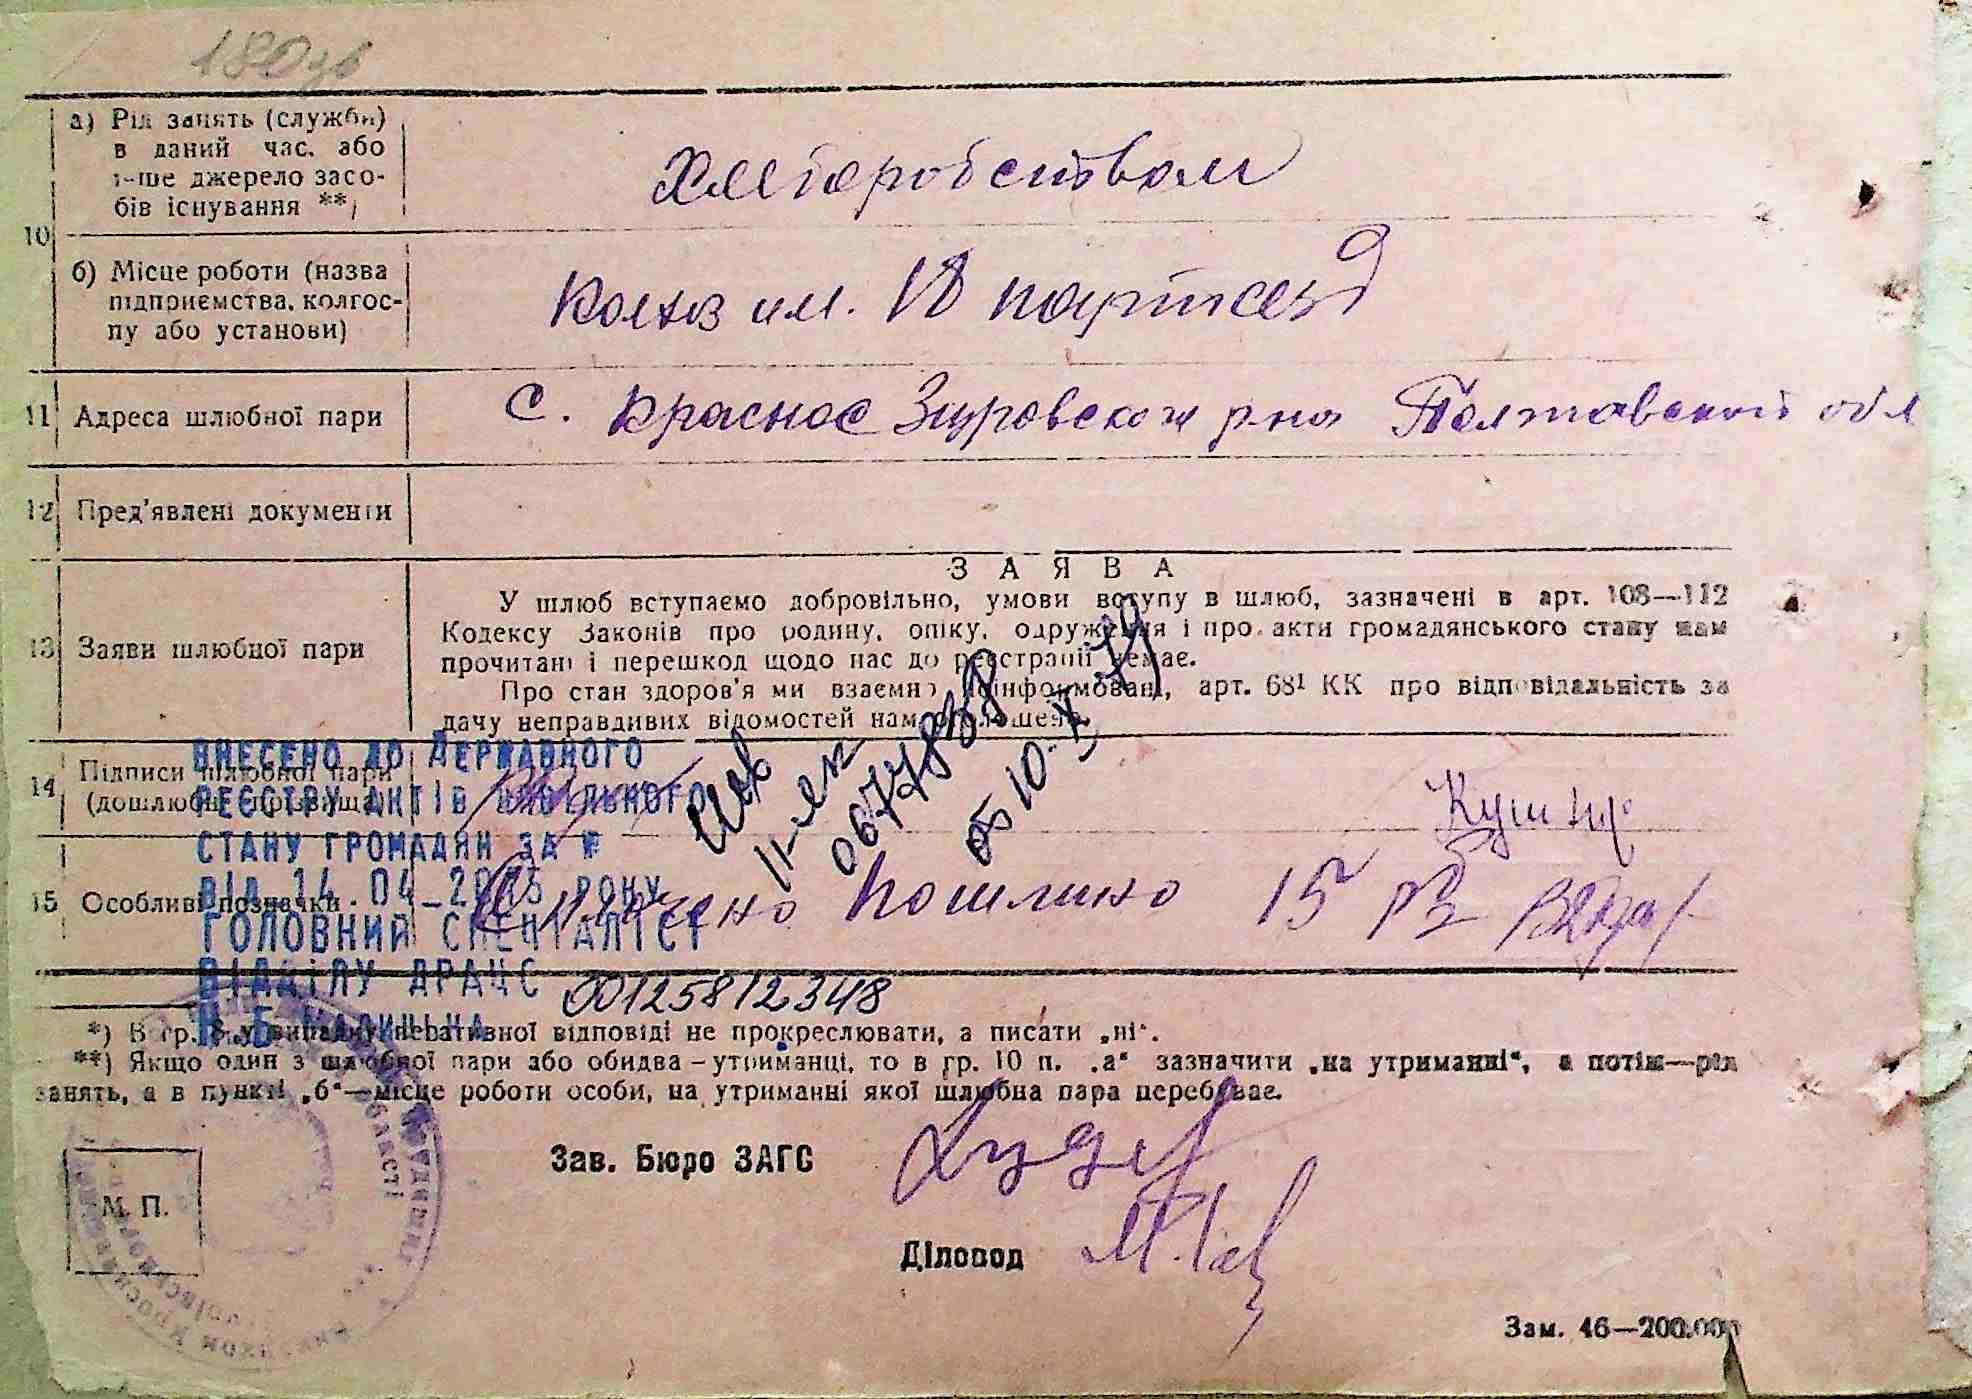 180
а) Рід занять (служби)
в даний час, або
інше джерело засо-
бів існування **)
Хлеборобством
10
б) Місце роботи (назва
підприємства, колгос-
пу або установи)
Колхоз им. 18 партсезд
11 Адреса шлюбної пари
с. Красное Згуровского р-на Полтавской обл
12 Пред'явлені документи
ЗАЯВА
13 Заяви шлюбної пари
У шлюб вступаємо добровільно, умови вступу в шлюб, зазначені в арт. 108—112
Кодексу Законів про родину, опіку, одруження і про акти громадянського стану нам
прочитані і перешкод щодо нас до реєстрації немає.
Про стан здоров'я ми взаємно поінформовані, арт. 68¹ КК про відповідальність за
дачу неправдивих відомостей нам оголошено.
14 Підписи шлюбної пари
(дошлюбні прізвища)
Кушнір
15 Особливі позначки
Оплачено пошлино 15 рб
ВНЕСЕНО ДО ДЕРЖАВНОГО
РЕЄСТРУ АКТІВ ЦИВІЛЬНОГО
СТАНУ ГРОМАДЯН ЗА №
ВІД 14.04 РОКУ
ГОЛОВНИЙ СПЕЦІАЛІСТ
ВІДДІЛУ ДРАЦС
00125812348
*) В гр. 8 у випадку негативної відповіді не прокреслювати, а писати „ні“.
**) Якщо один з шлюбної пари або обидва – утриманці, то в гр. 10 п. „а“ зазначити „на утриманні“, а потім—рід
занять, а в пункті „б“—місце роботи особи, на утриманні якої шлюбна пара перебуває.
Зав. Бюро ЗАГС
М. П.
Діловод
Зам. 46—200.000